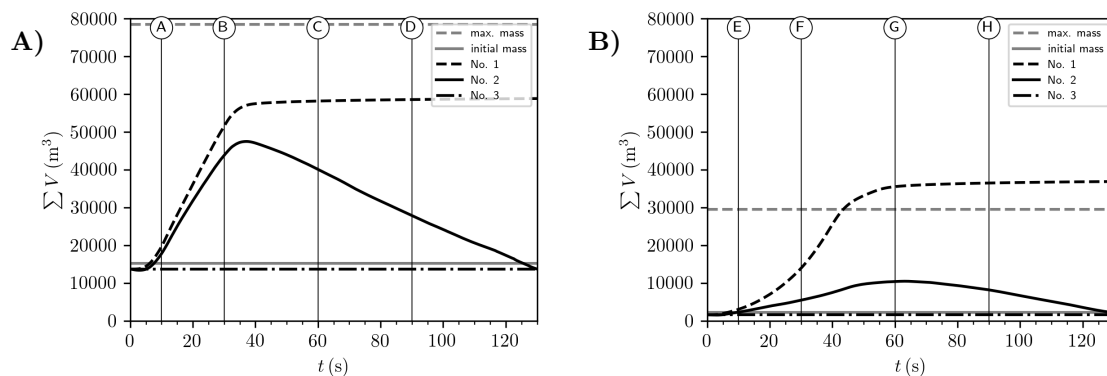 A)
80000
70000
60000
50000
40000
30000
20000
10000
0
∑ V (m³)
A
B
C
D
max. mass
initial mass
No. 1
No. 2
No. 3
0 20 40 60 80 100 120
t (s)
B)
80000
70000
60000
50000
40000
30000
20000
10000
0
∑ V (m³)
E
F
G
H
max. mass
initial mass
No. 1
No. 2
No. 3
0 20 40 60 80 100 120
t (s)